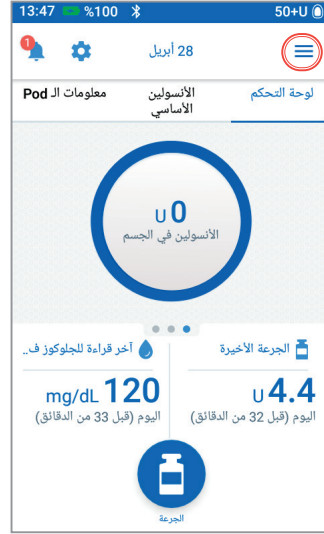 13:47 %100 50+U
1
28 أبريل
لوحة التحكم
الأنسولين الأساسي
معلومات الـ Pod
0 U
الأنسولين في الجسم
الجرعة الأخيرة
4.4 U
اليوم (قبل 32 من الدقائق)
آخر قراءة للجلوكوز ف..
120 mg/dL
اليوم (قبل 33 من الدقائق)
الجرعة